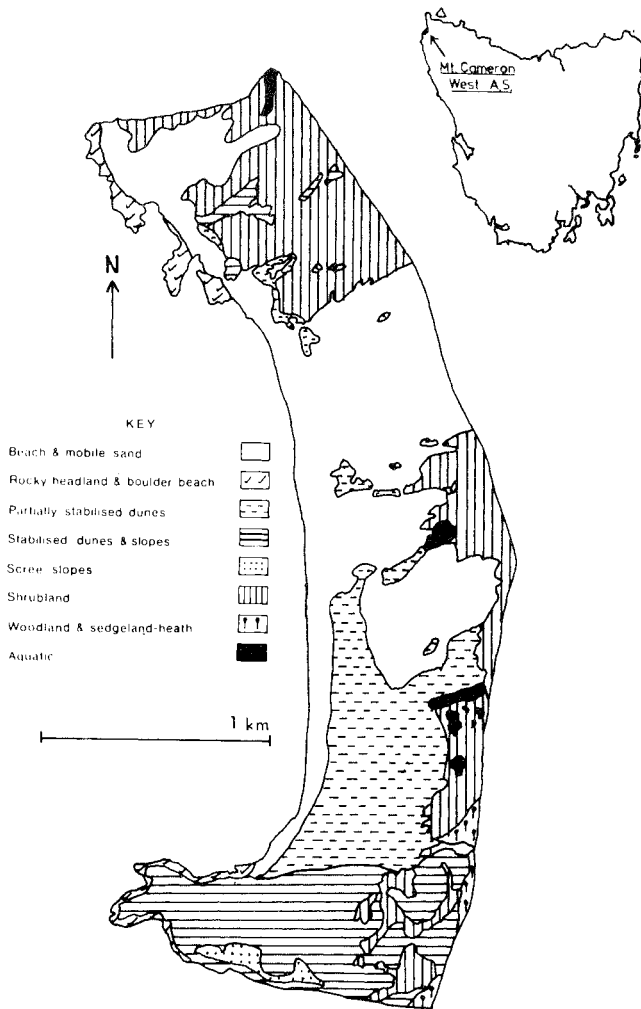 Mt. Cameron
West A.S.
N
KEY
Beach & mobile sand
Rocky headland & boulder beach
Partially stabilised dunes
Stabilised dunes & slopes
Scree slopes
Shrubland
Woodland & sedgeland-heath
Aquatic
1 km